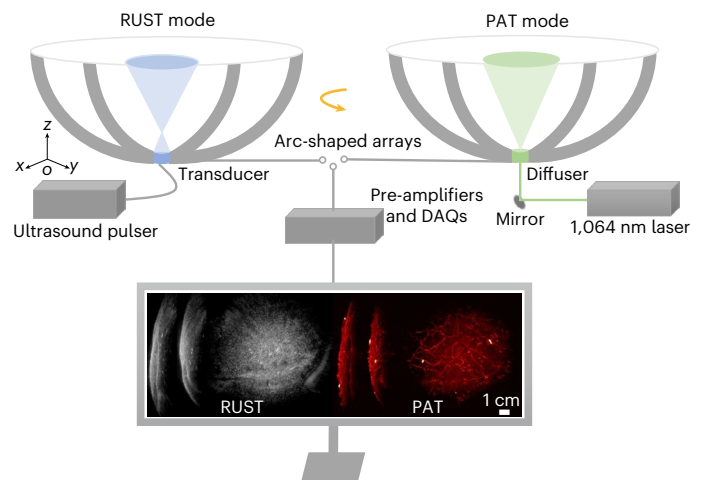 RUST mode
PAT mode
Arc-shaped arrays
z
x
o
y
Transducer
Diffuser
Pre-amplifiers
and DAQs
Mirror
Ultrasound pulser
1,064 nm laser
RUST
PAT
1 cm